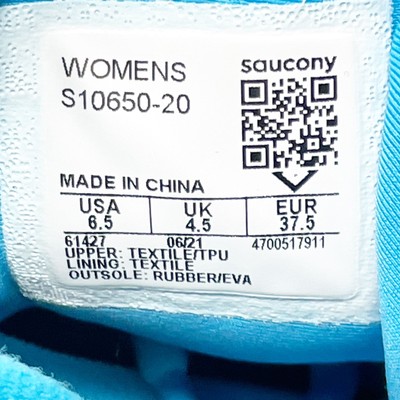 WOMENS
saucony
S10650-20
MADE IN CHINA
USA UK EUR
6.5 4.5 37.5
61427 06/21 4700517911
UPPER: TEXTILE/TPU
LINING: TEXTILE
OUTSOLE: RUBBER/EVA